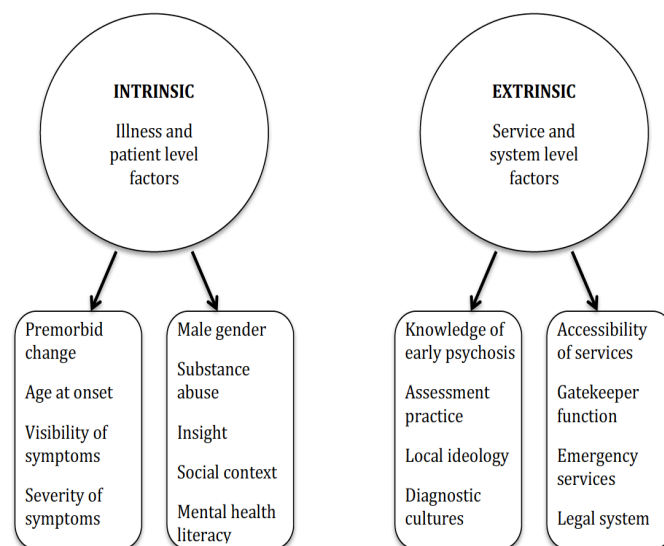 INTRINSIC
Illness and
patient level
factors
Premorbid
change
Age at onset
Visibility of
symptoms
Severity of
symptoms
Male gender
Substance
abuse
Insight
Social context
Mental health
literacy
EXTRINSIC
Service and
system level
factors
Knowledge of
early psychosis
Assessment
practice
Local ideology
Diagnostic
cultures
Accessibility
of services
Gatekeeper
function
Emergency
services
Legal system